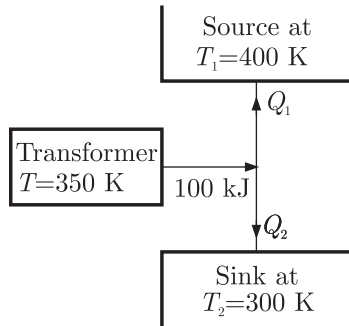 Source at
T₁=400 K
Q₁
Transformer
T=350 K
100 kJ
Q₂
Sink at
T₂=300 K